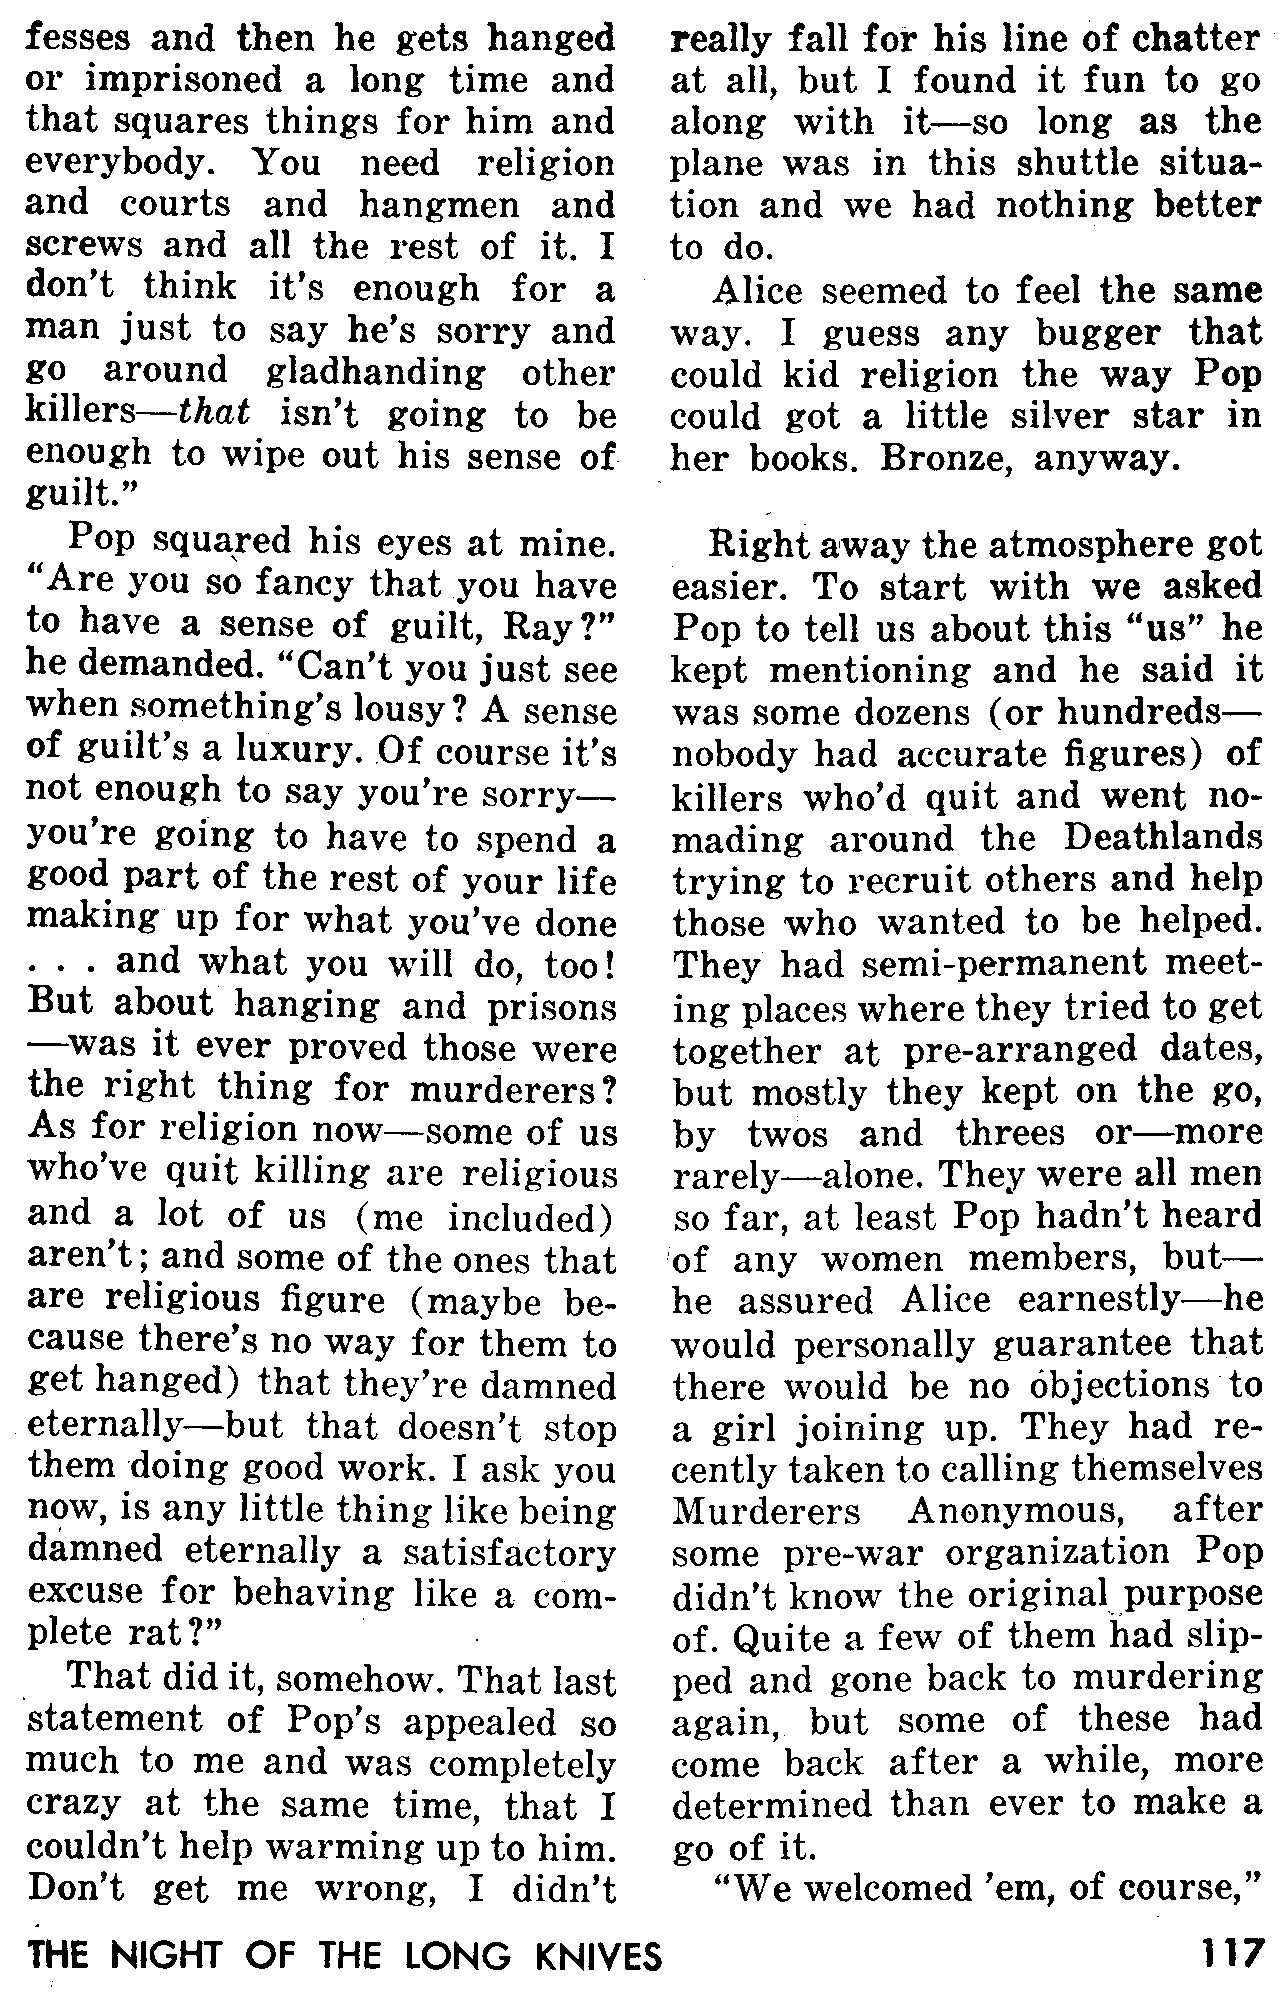 fesses and then he gets hanged
or imprisoned a long time and
that squares things for him and
everybody. You need religion
and courts and hangmen and
screws and all the rest of it. I
don't think it's enough for a
man just to say he's sorry and
go around gladhanding other
killers—that isn't going to be
enough to wipe out his sense of
guilt.”
Pop squared his eyes at mine.
“Are you so fancy that you have
to have a sense of guilt, Ray?”
he demanded. “Can't you just see
when something's lousy? A sense
of guilt's a luxury. Of course it's
not enough to say you're sorry—
you're going to have to spend a
good part of the rest of your life
making up for what you've done
. . . and what you will do, too!
But about hanging and prisons
—was it ever proved those were
the right thing for murderers?
As for religion now—some of us
who've quit killing are religious
and a lot of us (me included)
aren't; and some of the ones that
are religious figure (maybe be-
cause there's no way for them to
get hanged) that they're damned
eternally—but that doesn't stop
them doing good work. I ask you
now, is any little thing like being
damned eternally a satisfactory
excuse for behaving like a com-
plete rat?”
That did it, somehow. That last
statement of Pop's appealed so
much to me and was completely
crazy at the same time, that I
couldn't help warming up to him.
Don't get me wrong, I didn't
really fall for his line of chatter
at all, but I found it fun to go
along with it—so long as the
plane was in this shuttle situa-
tion and we had nothing better
to do.
Alice seemed to feel the same
way. I guess any bugger that
could kid religion the way Pop
could got a little silver star in
her books. Bronze, anyway.
Right away the atmosphere got
easier. To start with we asked
Pop to tell us about this “us” he
kept mentioning and he said it
was some dozens (or hundreds—
nobody had accurate figures) of
killers who'd quit and went no-
mading around the Deathlands
trying to recruit others and help
those who wanted to be helped.
They had semi-permanent meet-
ing places where they tried to get
together at pre-arranged dates,
but mostly they kept on the go,
by twos and threes or—more
rarely—alone. They were all men
so far, at least Pop hadn't heard
of any women members, but—
he assured Alice earnestly—he
would personally guarantee that
there would be no objections to
a girl joining up. They had re-
cently taken to calling themselves
Murderers Anonymous, after
some pre-war organization Pop
didn't know the original purpose
of. Quite a few of them had slip-
ped and gone back to murdering
again, but some of these had
come back after a while, more
determined than ever to make a
go of it.
“We welcomed 'em, of course,”
THE NIGHT OF THE LONG KNIVES 117